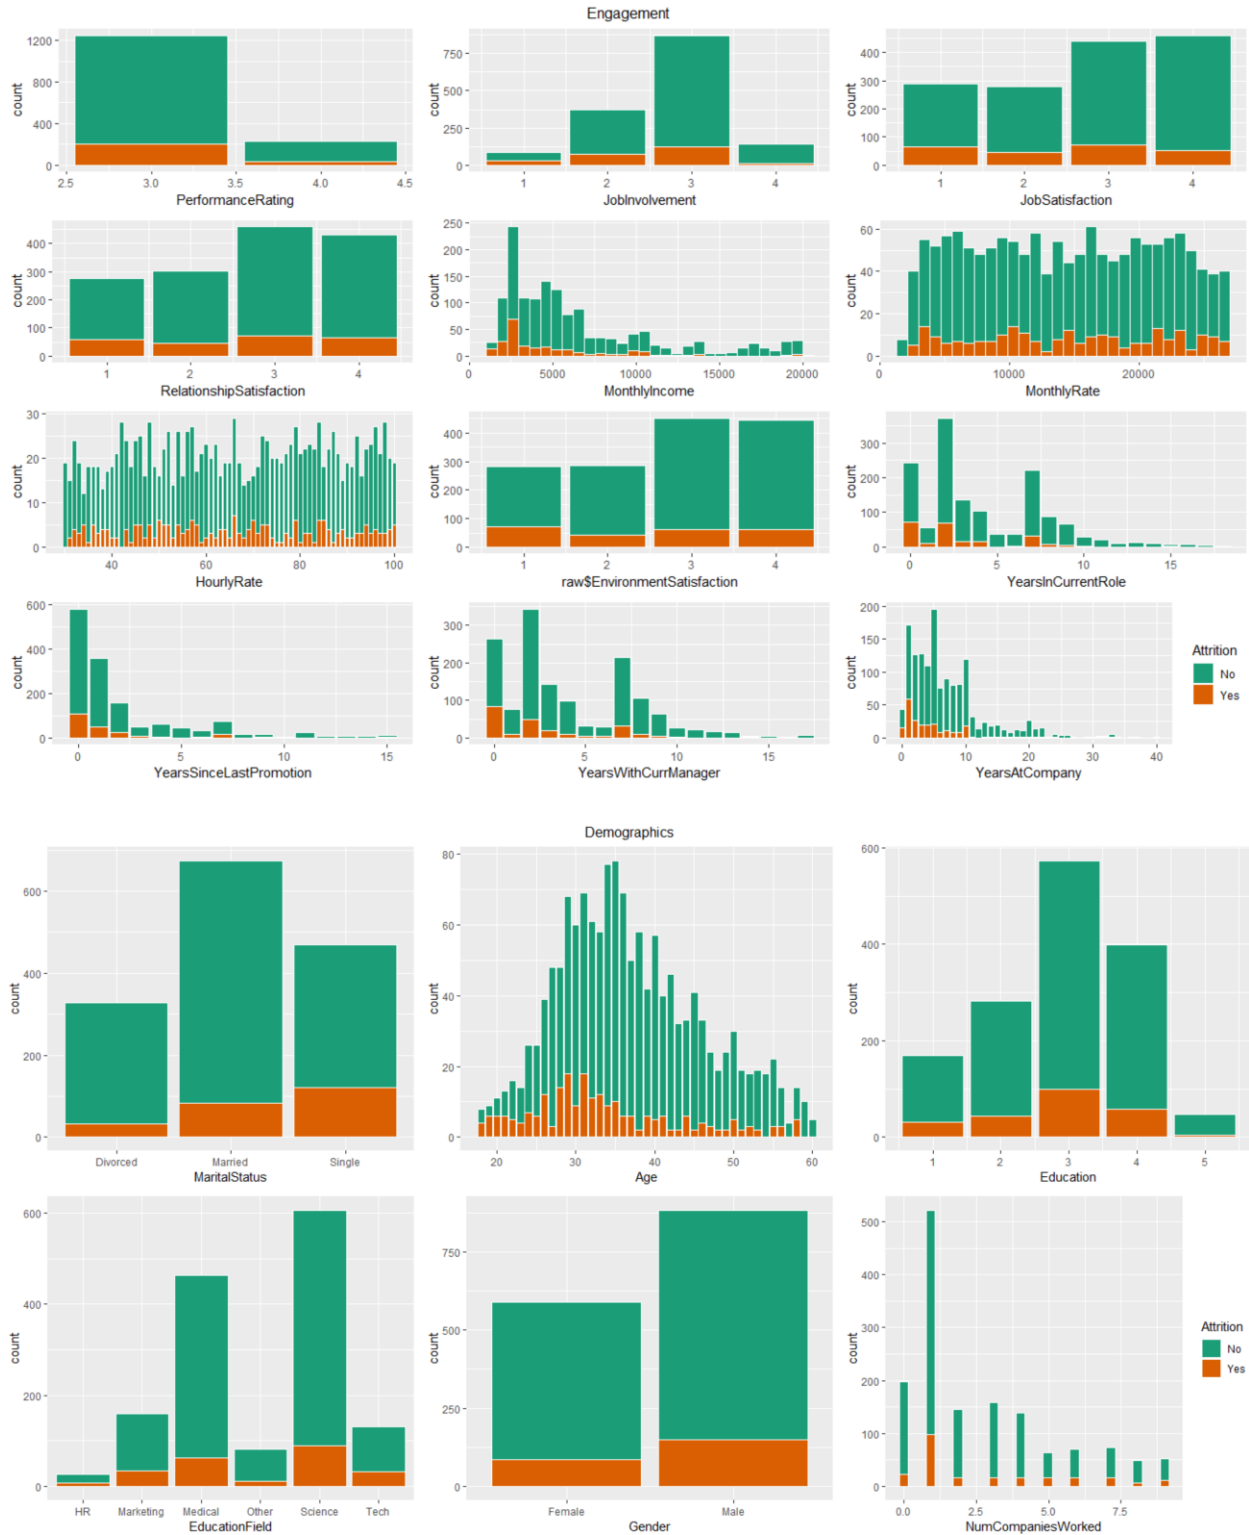 Engagement
1200
800
400
0
count
2.5 3.0 3.5 4.0 4.5
PerformanceRating
750
500
250
0
count
1 2 3 4
JobInvolvement
400
300
200
100
0
count
1 2 3 4
JobSatisfaction
400
300
200
100
0
count
1 2 3 4
RelationshipSatisfaction
250
200
150
100
50
0
count
0 5000 10000 15000 20000
MonthlyIncome
60
40
20
0
count
0 10000 20000
MonthlyRate
30
20
10
0
count
40 60 80 100
HourlyRate
400
300
200
100
0
count
1 2 3 4
raw$EnvironmentSatisfaction
300
200
100
0
count
0 5 10 15
YearsInCurrentRole
600
400
200
0
count
0 5 10 15
YearsSinceLastPromotion
300
200
100
0
count
0 5 10 15
YearsWithCurrManager
200
150
100
50
0
count
0 10 20 30 40
YearsAtCompany
Attrition
No
Yes
Demographics
600
400
200
0
count
Divorced Married Single
MaritalStatus
80
60
40
20
0
count
20 30 40 50 60
Age
600
400
200
0
count
1 2 3 4 5
Education
600
400
200
0
count
HR Marketing Medical Other Science Tech
EducationField
750
500
250
0
count
Female Male
Gender
500
400
300
200
100
0
count
0.0 2.5 5.0 7.5
NumCompaniesWorked
Attrition
No
Yes